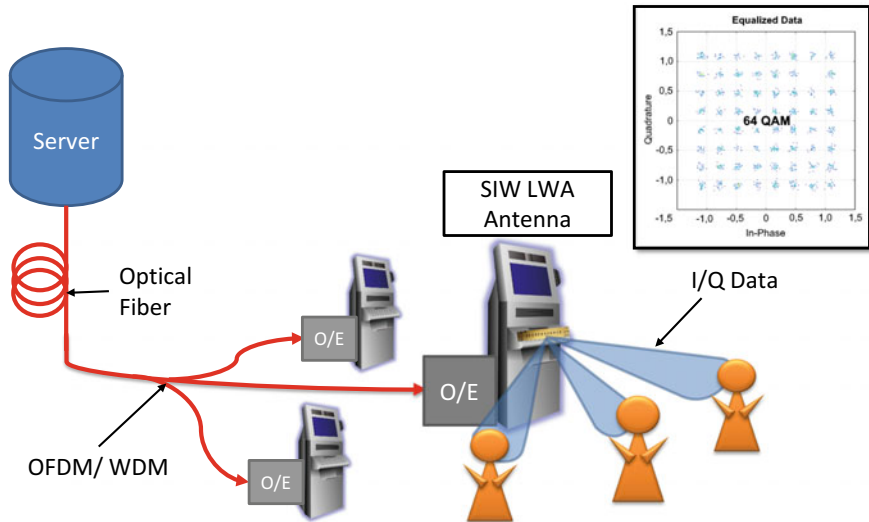 Server
Optical
Fiber
OFDM/ WDM
O/E
O/E
O/E
SIW LWA
Antenna
I/Q Data
Equalized Data
1,5
1,0
0,5
0
-0,5
-1,0
-1,5
Quadrature
64 QAM
-1,0
-0,5
0
0,5
1,0
1,5
In-Phase